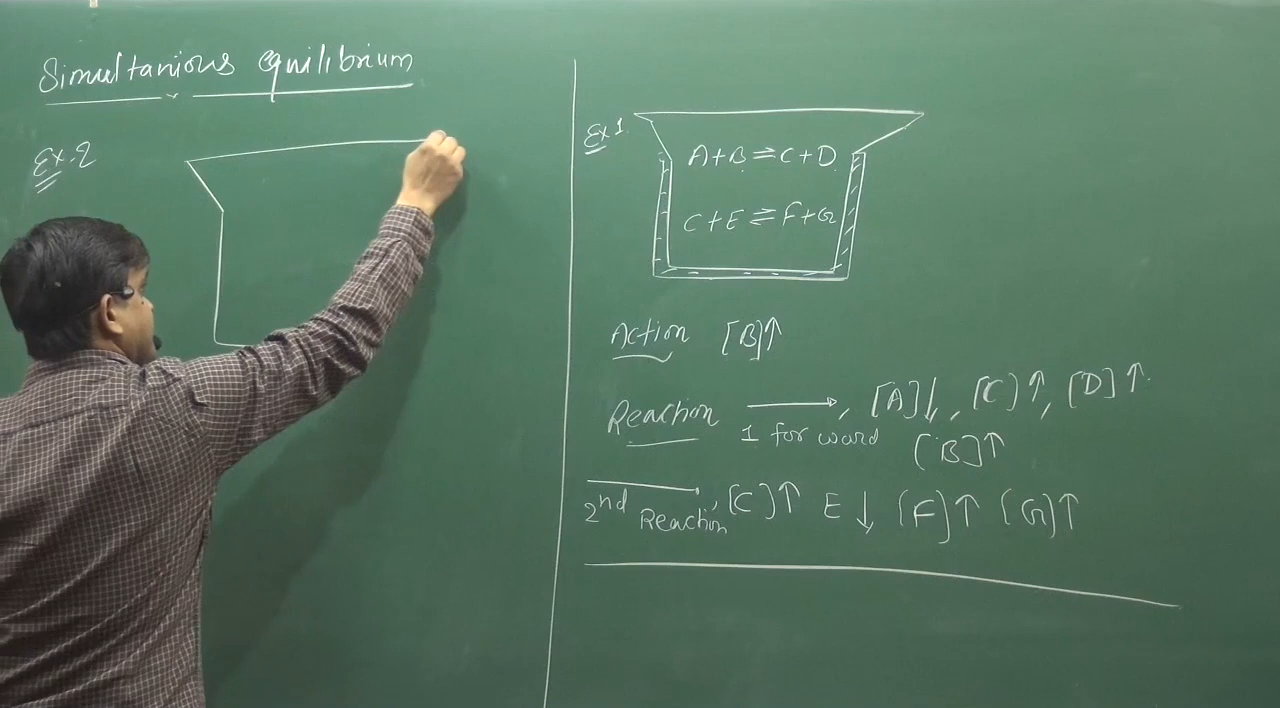 Simultanious equilibrium
Ex-2
Ex 1.
A+B⇌C+D
C+E⇌F+G
Action [B]↑
Reaction ⟶, [A]↓, [C]↑, [D]↑
1 forward [B]↑
⟶, [C]↑ E↓ [F]↑ [G]↑
2nd Reaction